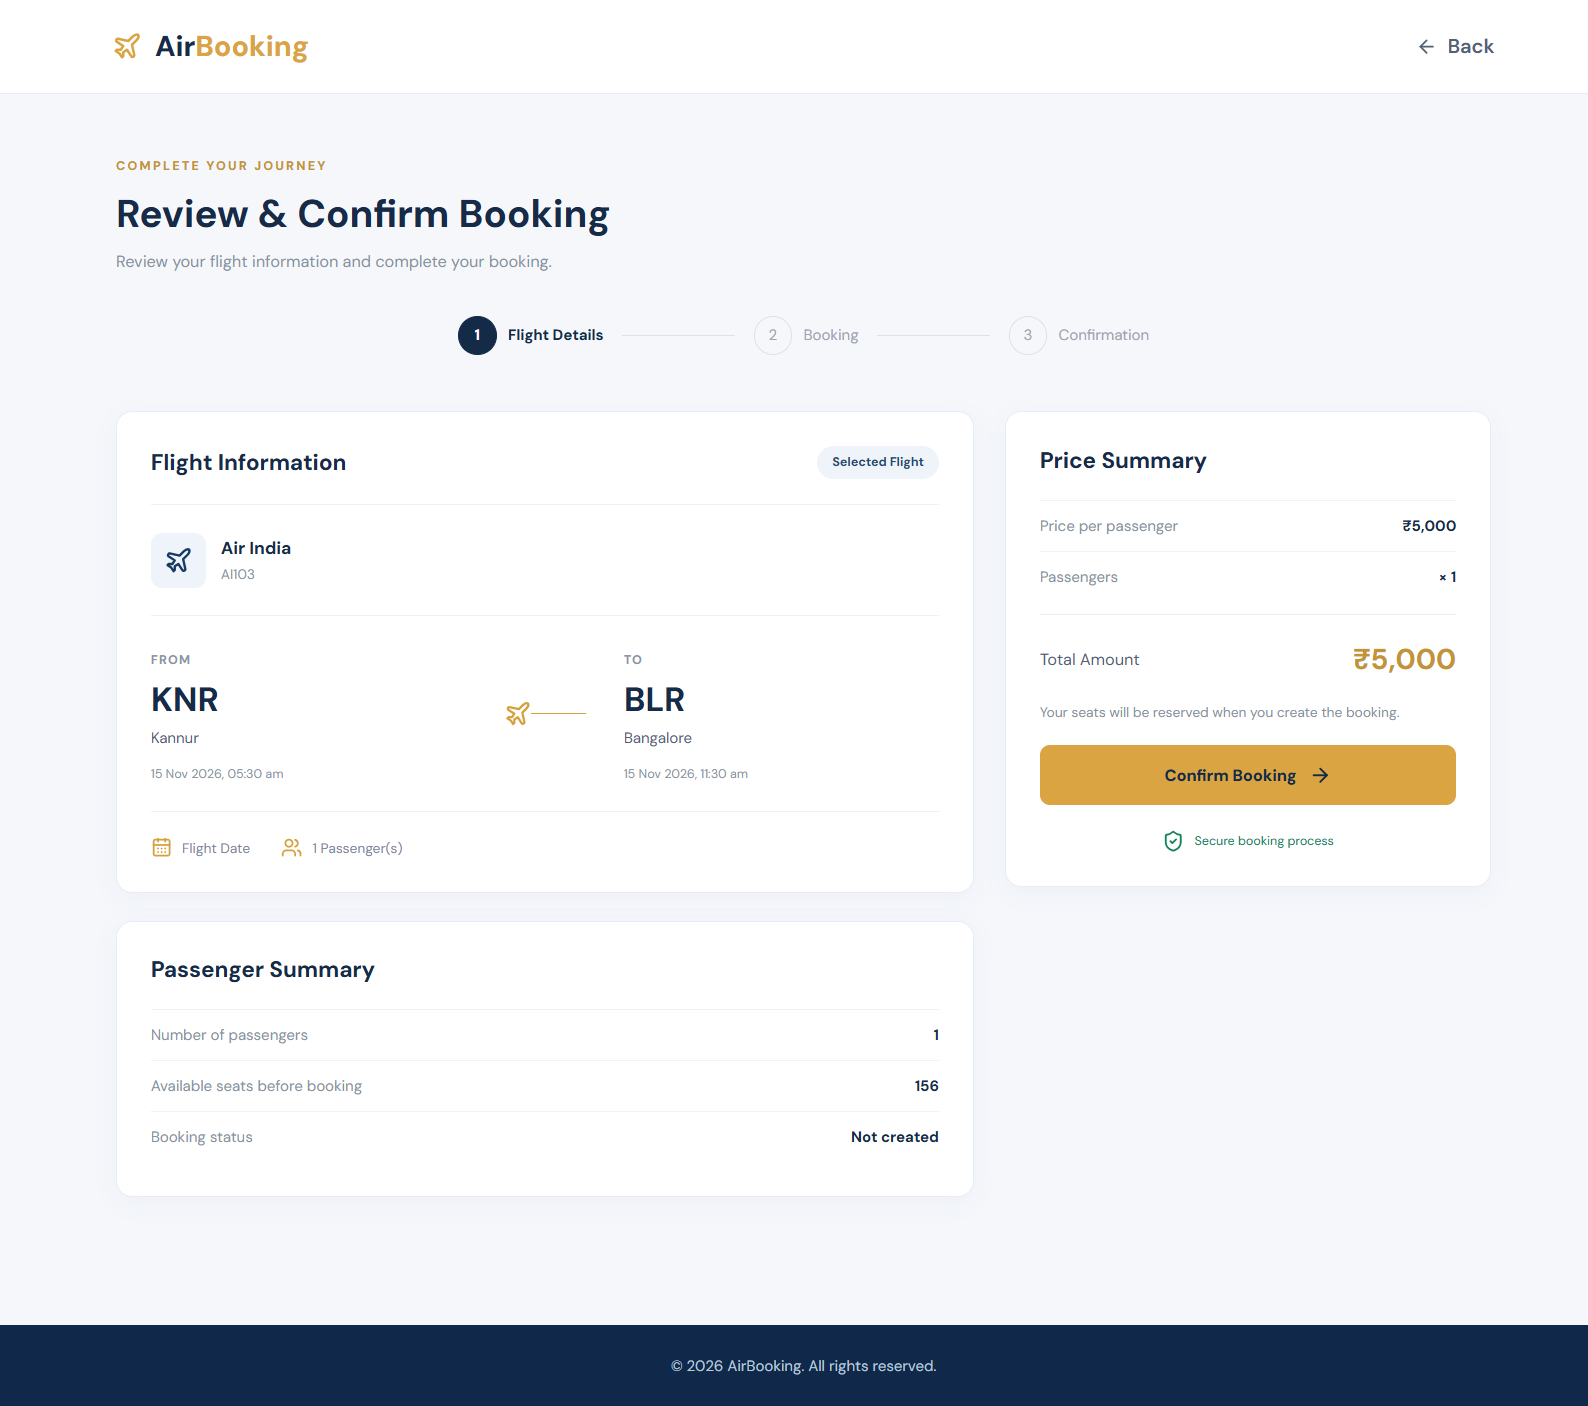 AirBooking
Back
COMPLETE YOUR JOURNEY
Review & Confirm Booking
Review your flight information and complete your booking.
1 Flight Details 2 Booking 3 Confirmation
Flight Information
Selected Flight
Air India
AI103
FROM
KNR
Kannur
15 Nov 2026, 05:30 am
TO
BLR
Bangalore
15 Nov 2026, 11:30 am
Flight Date
1 Passenger(s)
Price Summary
Price per passenger ₹5,000
Passengers × 1
Total Amount ₹5,000
Your seats will be reserved when you create the booking.
Confirm Booking
Secure booking process
Passenger Summary
Number of passengers 1
Available seats before booking 156
Booking status Not created
© 2026 AirBooking. All rights reserved.